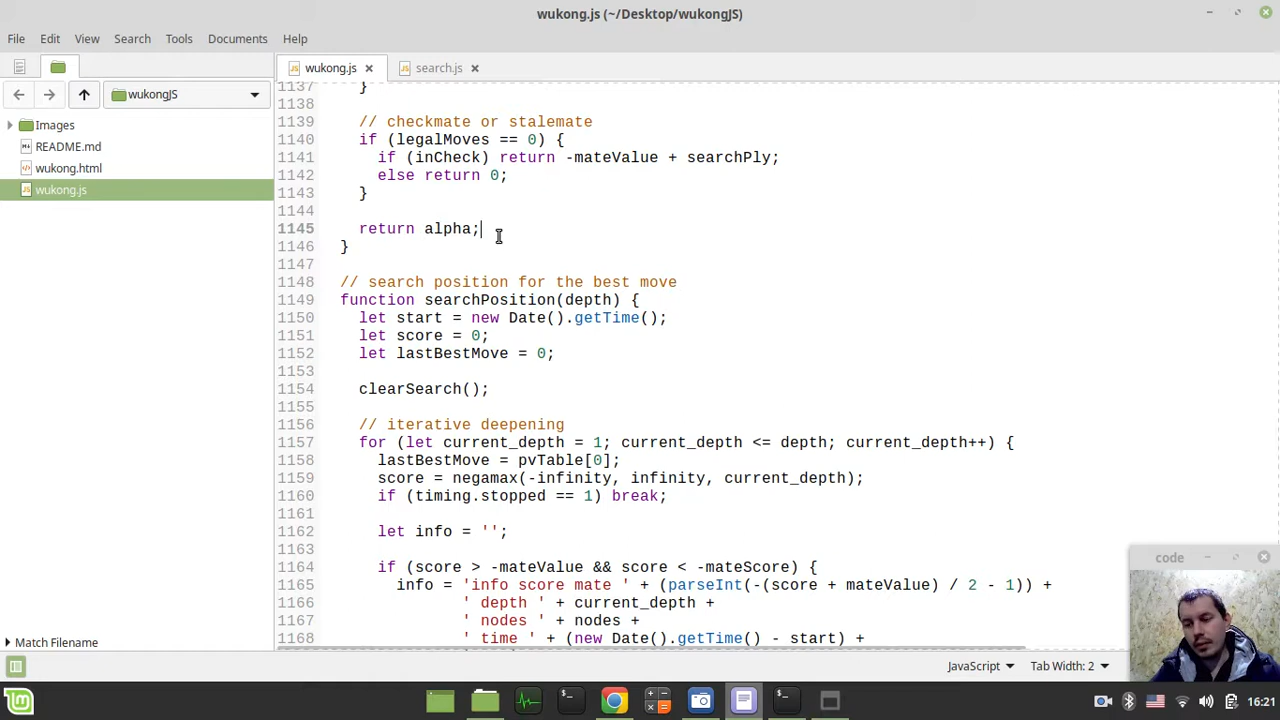 wukong.js (~/Desktop/wukongJS)
File Edit View Search Tools Documents Help
wukong.js
search.js
wukongJS
Images
README.md
wukong.html
wukong.js
Match Filename
1137 }
1138
1139 // checkmate or stalemate
1140 if (legalMoves == 0) {
1141 if (inCheck) return -mateValue + searchPly;
1142 else return 0;
1143 }
1144
1145 return alpha;
1146 }
1147
1148 // search position for the best move
1149 function searchPosition(depth) {
1150 let start = new Date().getTime();
1151 let score = 0;
1152 let lastBestMove = 0;
1153
1154 clearSearch();
1155
1156 // iterative deepening
1157 for (let current_depth = 1; current_depth <= depth; current_depth++) {
1158 lastBestMove = pvTable[0];
1159 score = negamax(-infinity, infinity, current_depth);
1160 if (timing.stopped == 1) break;
1161
1162 let info = '';
1163
1164 if (score > -mateValue && score < -mateScore) {
1165 info = 'info score mate ' + (parseInt(-(score + mateValue) / 2 - 1)) +
1166 ' depth ' + current_depth +
1167 ' nodes ' + nodes +
1168 ' time ' + (new Date().getTime() - start) +
code
JavaScript
Tab Width: 2
16:21